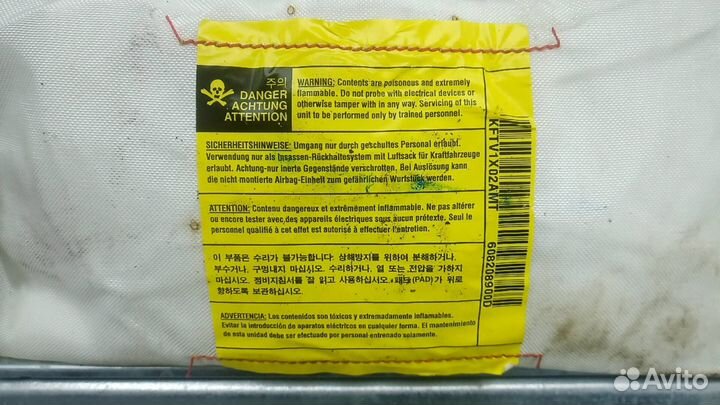 주의
DANGER
ACHTUNG
ATTENTION
WARNING: Contents are poisonous and extremely
flammable. Do not probe with electrical devices or
otherwise tamper with in any way. Servicing of this
unit to be performed only by trained personnel.
SICHERHEITSHINWEISE: Umgang nur durch geschultes Personal erlaubt.
Verwendung nur als Insassen-Rückhaltesystem mit Luftsack für Kraftfahrzeuge
erlaubt. Achtung-nur inerte Gegenstände verschrotten. Bei Auslösung kann
die nicht montierte Airbag-Einheit zum gefährlichen Wurfstück werden.
ATTENTION: Contenu dangereux et extrêmement inflammable. Ne pas altérer
ou encore tester avec,des appareils électriques sous aucun prétexte. Seul le
personnel qualifié à cet effet est autorisé à effectuer l'entretien.
이 부품은 수리가 불가능합니다! 상해방지를 위하여 분해하거나,
부수거나, 구멍내지 마십시오. 수리하거나, 열 또는 전압을 가하지
마십시오. 정비지침서를 잘 읽고 사용하십시오. 패드(PAD)가 위로
향하도록 보관하십시오.
ADVERTENCIA: Los contenidos son tóxicos y extremadamente inflamables.
Evitar la introducción de aparatos eléctricos en cualquier forma. El mantenimiento
de esta unidad debe ser efectuado por personal entrenado solamente.
KFTV1X02AMT
6082099000
Avito